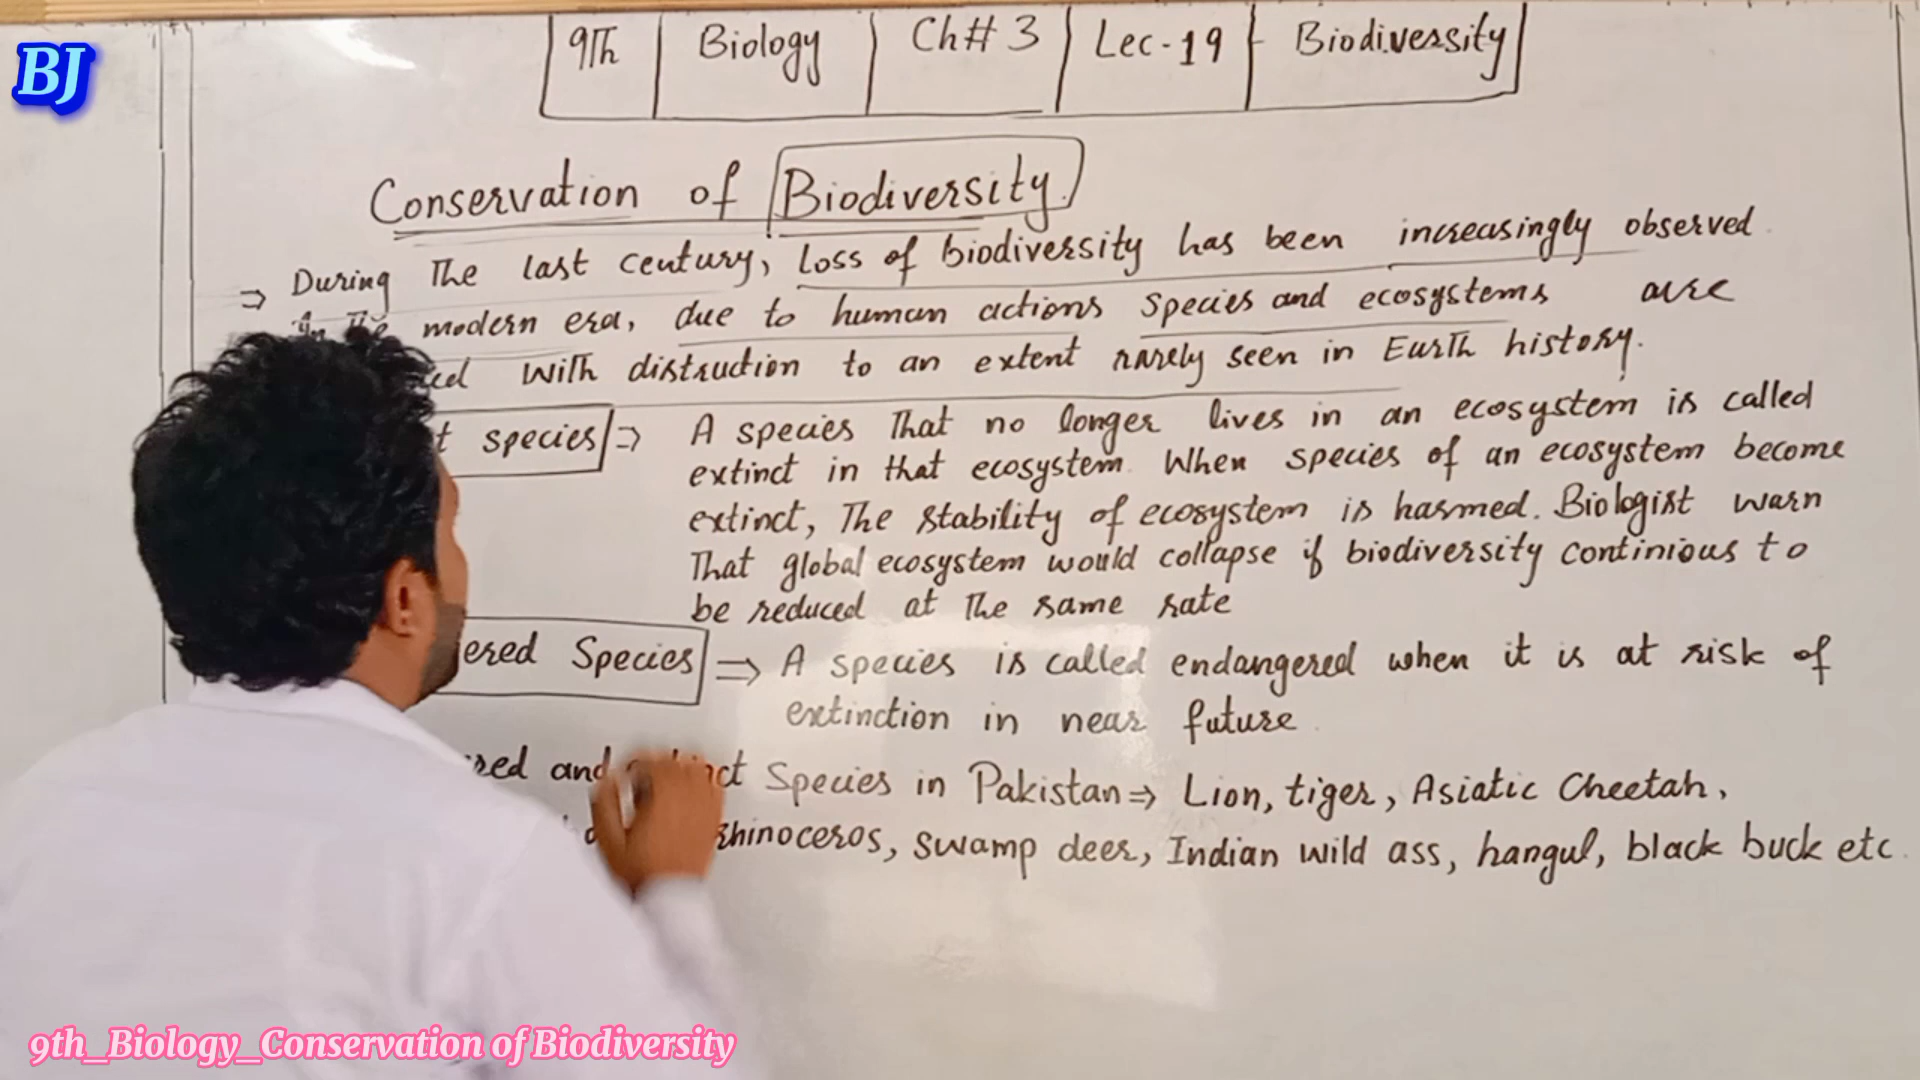 BJ
9Th Biology Ch# 3 Lec-19 Biodiversity
Conservation of Biodiversity.
⇒ During The last century, loss of biodiversity has been increasingly observed.
In The modern era, due to human actions species and ecosystems are
with distruction to an extent rarely seen in Earth history.
species ⇒ A species That no longer lives in an ecosystem is called
extinct in that ecosystem. When species of an ecosystem become
extinct, The stability of ecosystem is harmed. Biologist warn
That global ecosystem would collapse if biodiversity continious to
be reduced at The same rate
ered Species ⇒ A species is called endangered when it is at risk of
extinction in near future.
and Species in Pakistan ⇒ Lion, tiger, Asiatic Cheetah,
Rhinoceros, swamp deer, Indian wild ass, hangul, black buck etc.
9th_Biology_Conservation of Biodiversity